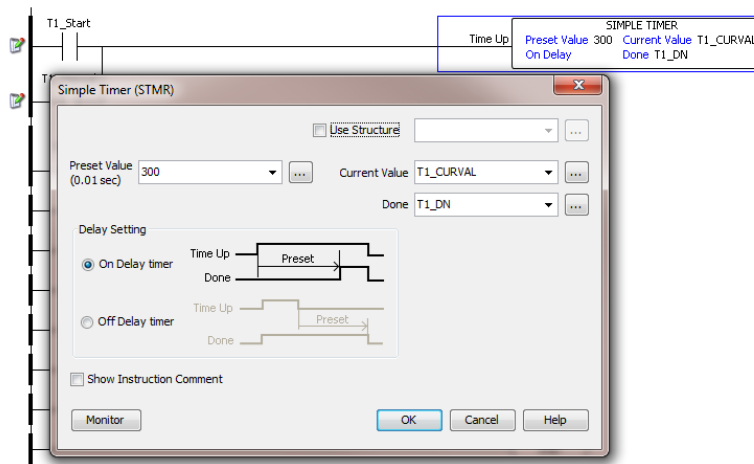 T1_Start
SIMPLE TIMER
Time Up Preset Value 300 Current Value T1_CURVAL
On Delay Done T1_DN
Simple Timer (STMR)
Use Structure ...
Preset Value
(0.01 sec) 300 ... Current Value T1_CURVAL ...
Done T1_DN ...
Delay Setting
On Delay timer
Time Up
Preset
Done
Off Delay timer
Time Up
Preset
Done
Show Instruction Comment
Monitor OK Cancel Help